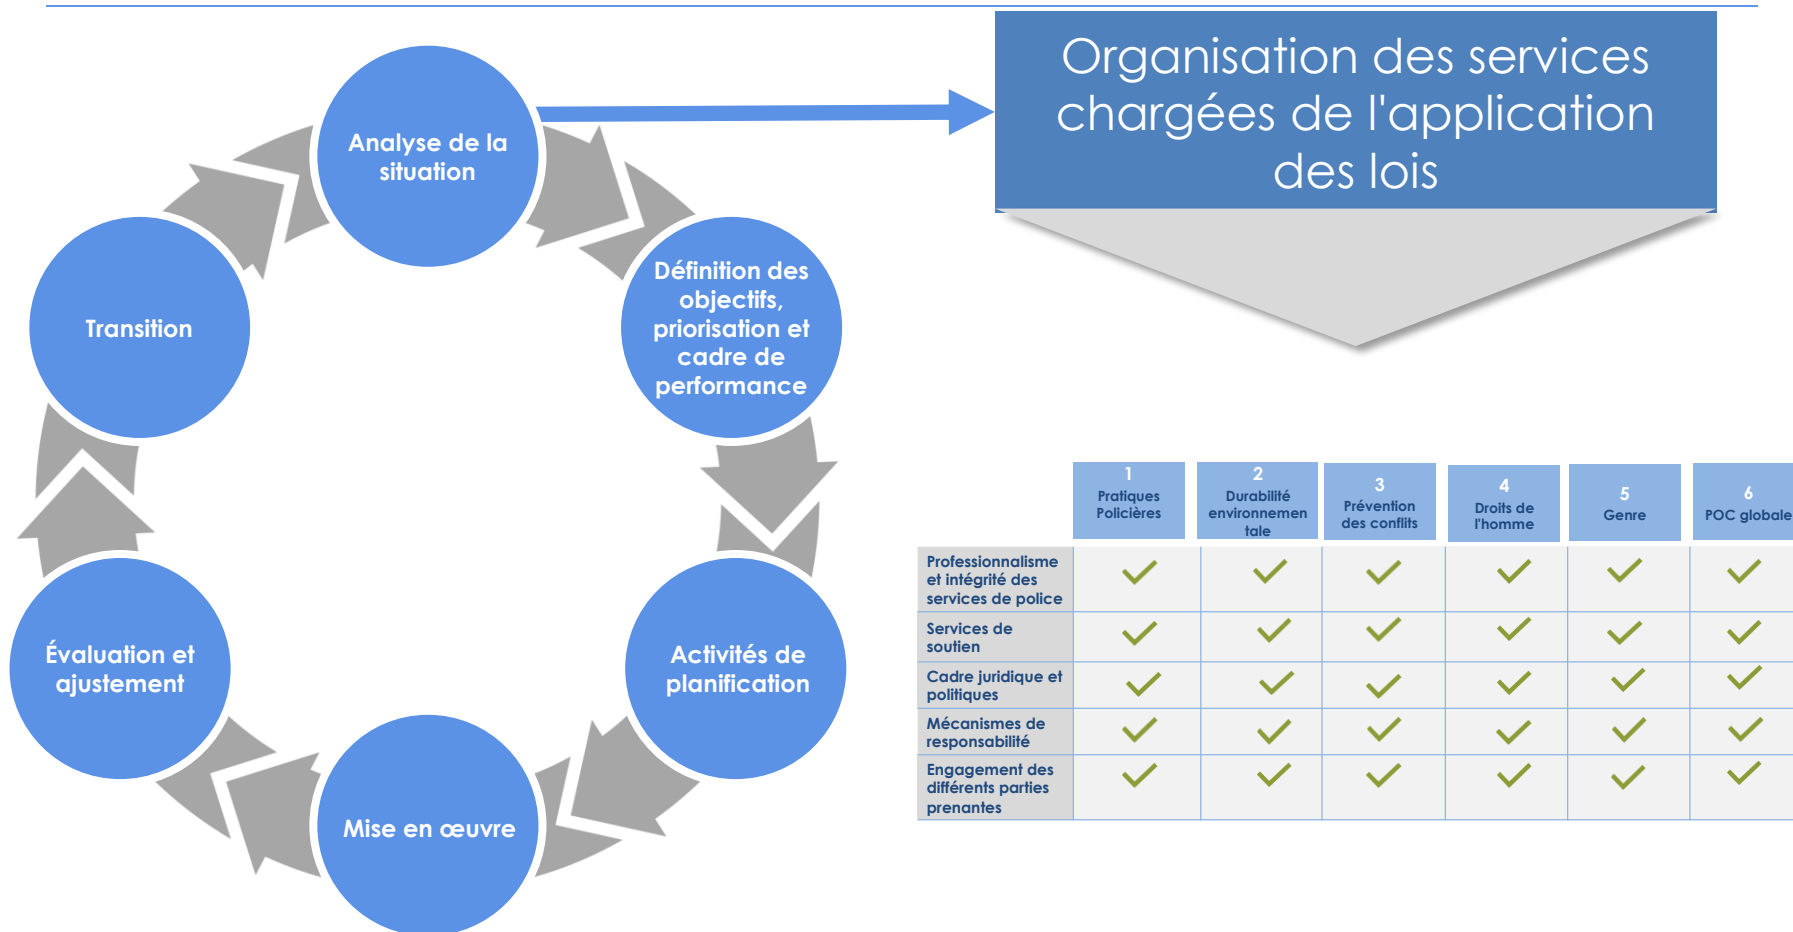 Analyse de la
situation
Définition des
objectifs,
priorisation et
cadre de
performance
Activités de
planification
Mise en œuvre
Évaluation et
ajustement
Transition
Organisation des services
chargées de l'application
des lois
1
Pratiques
Policières
2
Durabilité
environnemen
tale
3
Prévention
des conflits
4
Droits de
l'homme
5
Genre
6
POC globale
Professionnalisme
et intégrité des
services de police
Services de
soutien
Cadre juridique et
politiques
Mécanismes de
responsabilité
Engagement des
différents parties
prenantes